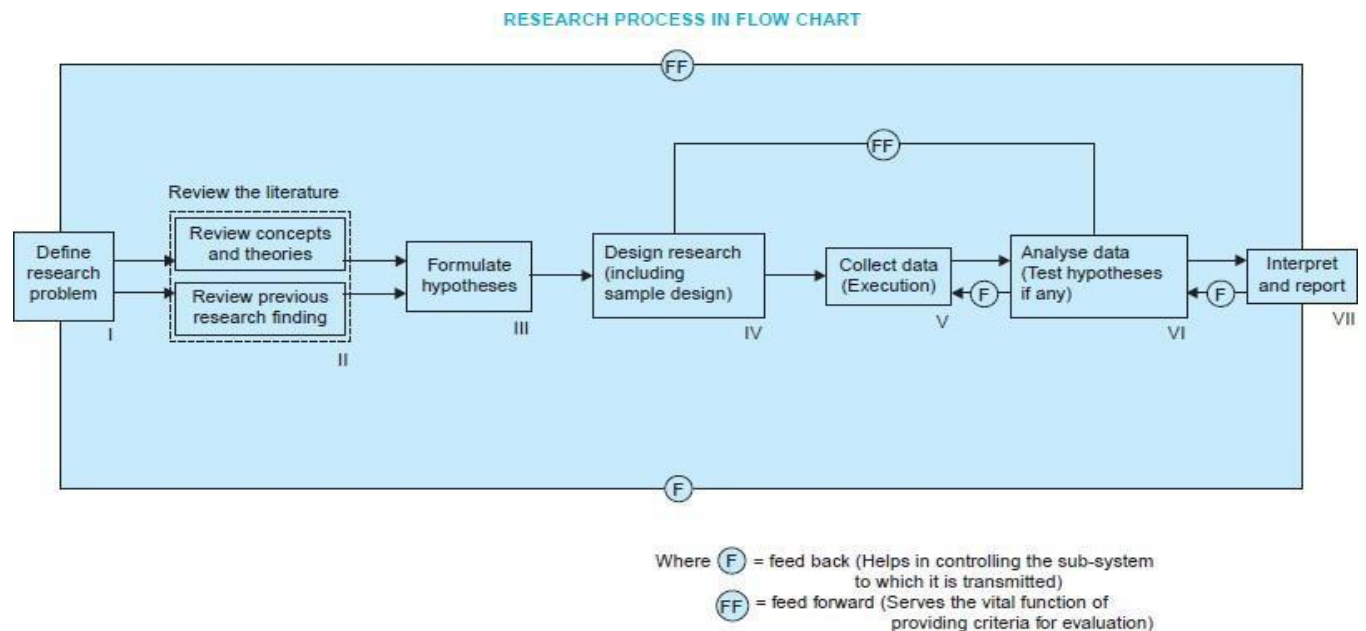 RESEARCH PROCESS IN FLOW CHART
FF
FF
Review the literature
Define
research
problem
I
Review concepts
and theories
Review previous
research finding
II
Formulate
hypotheses
III
Design research
(including
sample design)
IV
Collect data
(Execution)
V
F
Analyse data
(Test hypotheses
if any)
VI
F
Interpret
and report
VII
F
Where F = feed back (Helps in controlling the sub-system
to which it is transmitted)
FF = feed forward (Serves the vital function of
providing criteria for evaluation)